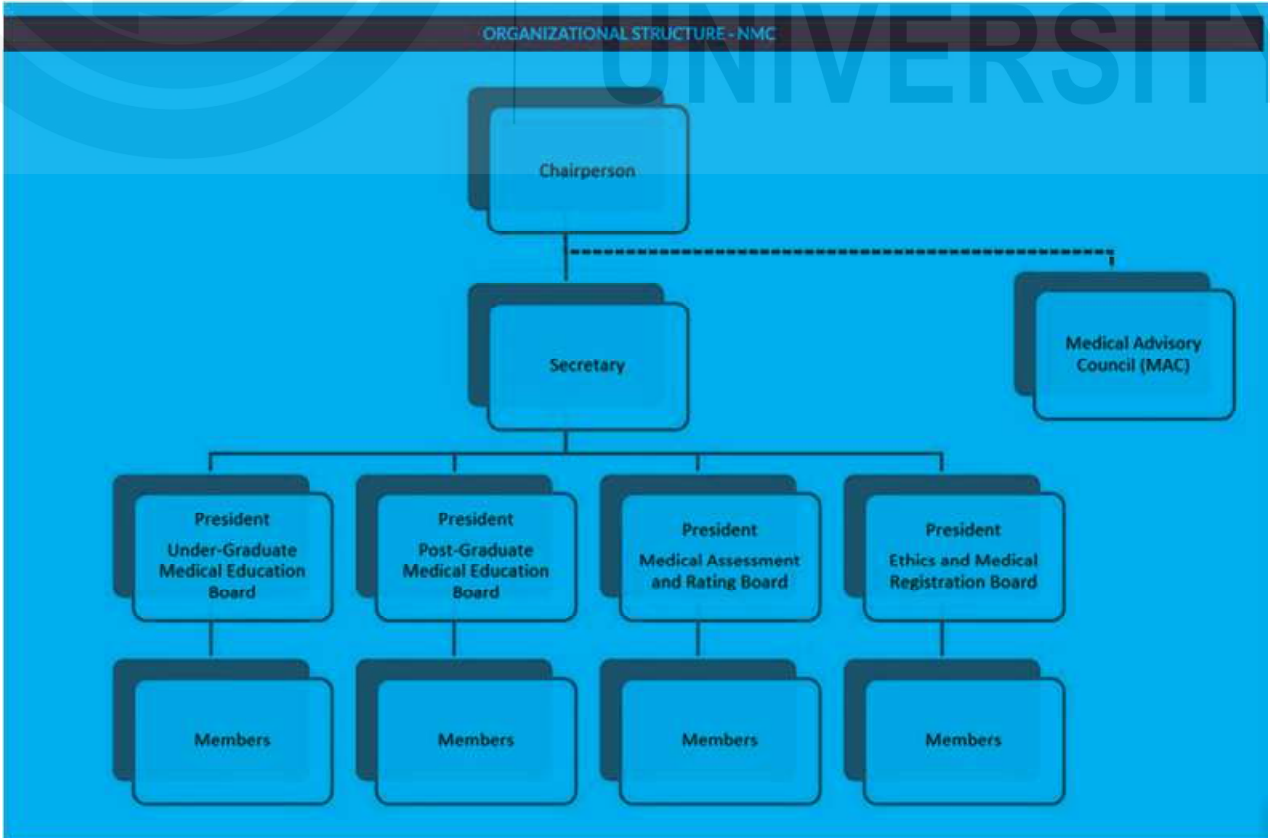 ORGANIZATIONAL STRUCTURE - NMC
UNIVERSITY
Chairperson
Secretary
Medical Advisory
Council (MAC)
President
Under-Graduate
Medical Education
Board
President
Post-Graduate
Medical Education
Board
President
Medical Assessment
and Rating Board
President
Ethics and Medical
Registration Board
Members
Members
Members
Members